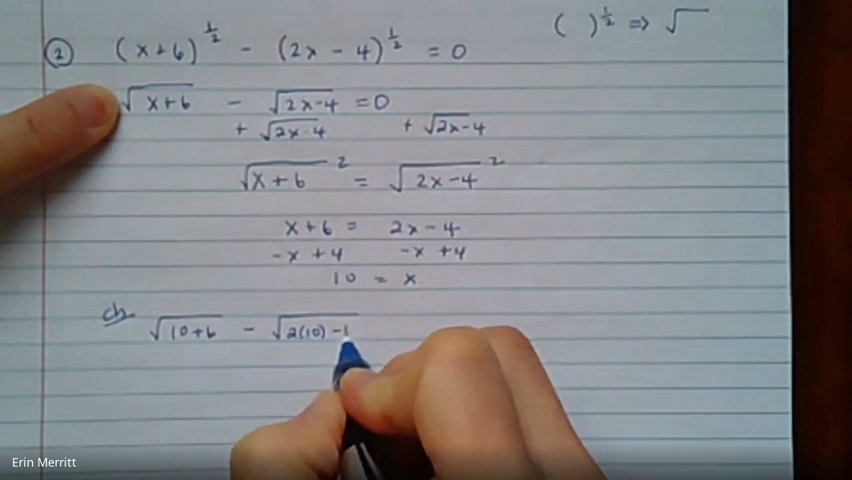 ( )^½ ⇒ √
② (x+6)^½ - (2x-4)^½ = 0
√x+6 - √2x-4 = 0
+ √2x-4 + √2x-4
√x+6² = √2x-4²
x+6 = 2x-4
-x +4 -x +4
10 = x
ch √10+6 - √2(10)-
Erin Merritt